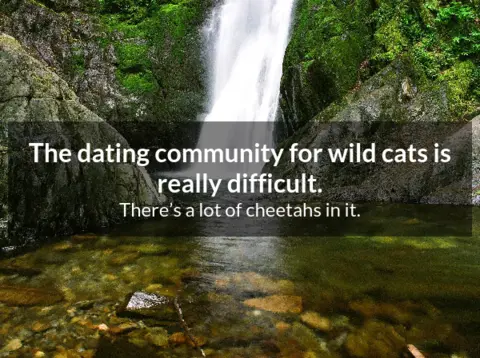 The dating community for wild cats is
really difficult.
There's a lot of cheetahs in it.